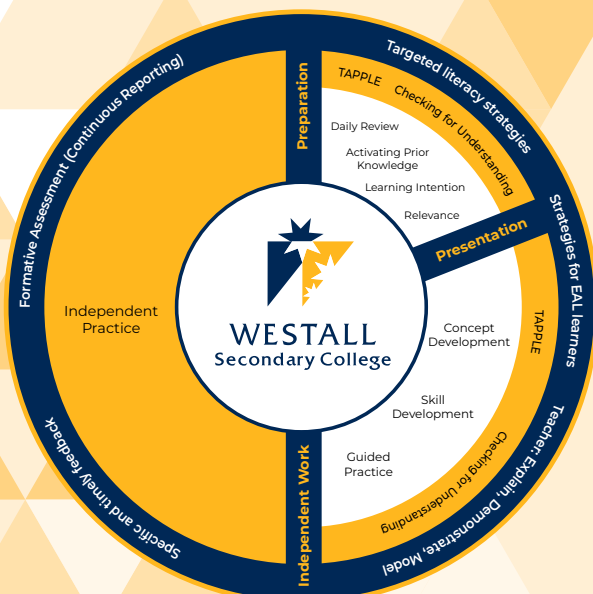 Formative Assessment (Continuous Reporting)
Targeted literacy strategies
Strategies for EAL learners
Teacher: Explain, Demonstrate, Model
Specific and timely feedback
Preparation
TAPPLE
Checking for Understanding
Daily Review
Activating Prior
Knowledge
Learning Intention
Relevance
Presentation
TAPPLE
Concept
Development
Skill
Development
Guided
Practice
Checking for Understanding
Independent Work
Independent
Practice
WESTALL
Secondary College